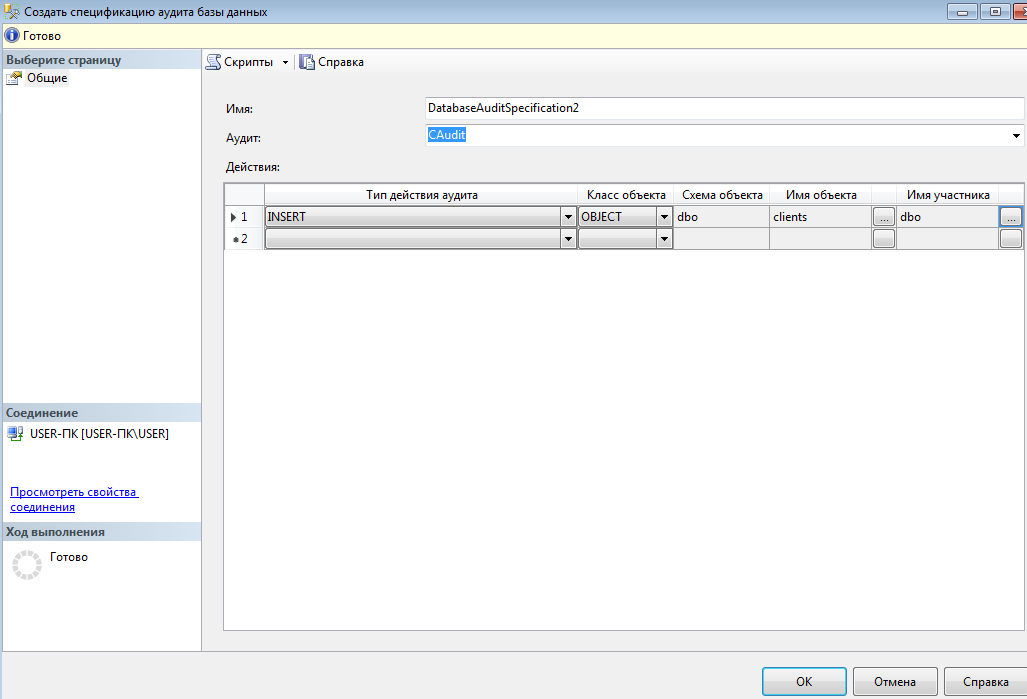 Создать спецификацию аудита базы данных
Готово
Выберите страницу
Общие
Скрипты
Справка
Имя:
DatabaseAuditSpecification2
Аудит:
CAudit
Действия:
Тип действия аудита Класс объекта Схема объекта Имя объекта Имя участника
1 INSERT OBJECT dbo clients ... dbo ...
2
Соединение
USER-ПК [USER-ПК\USER]
Просмотреть свойства
соединения
Ход выполнения
Готово
ОК Отмена Справка